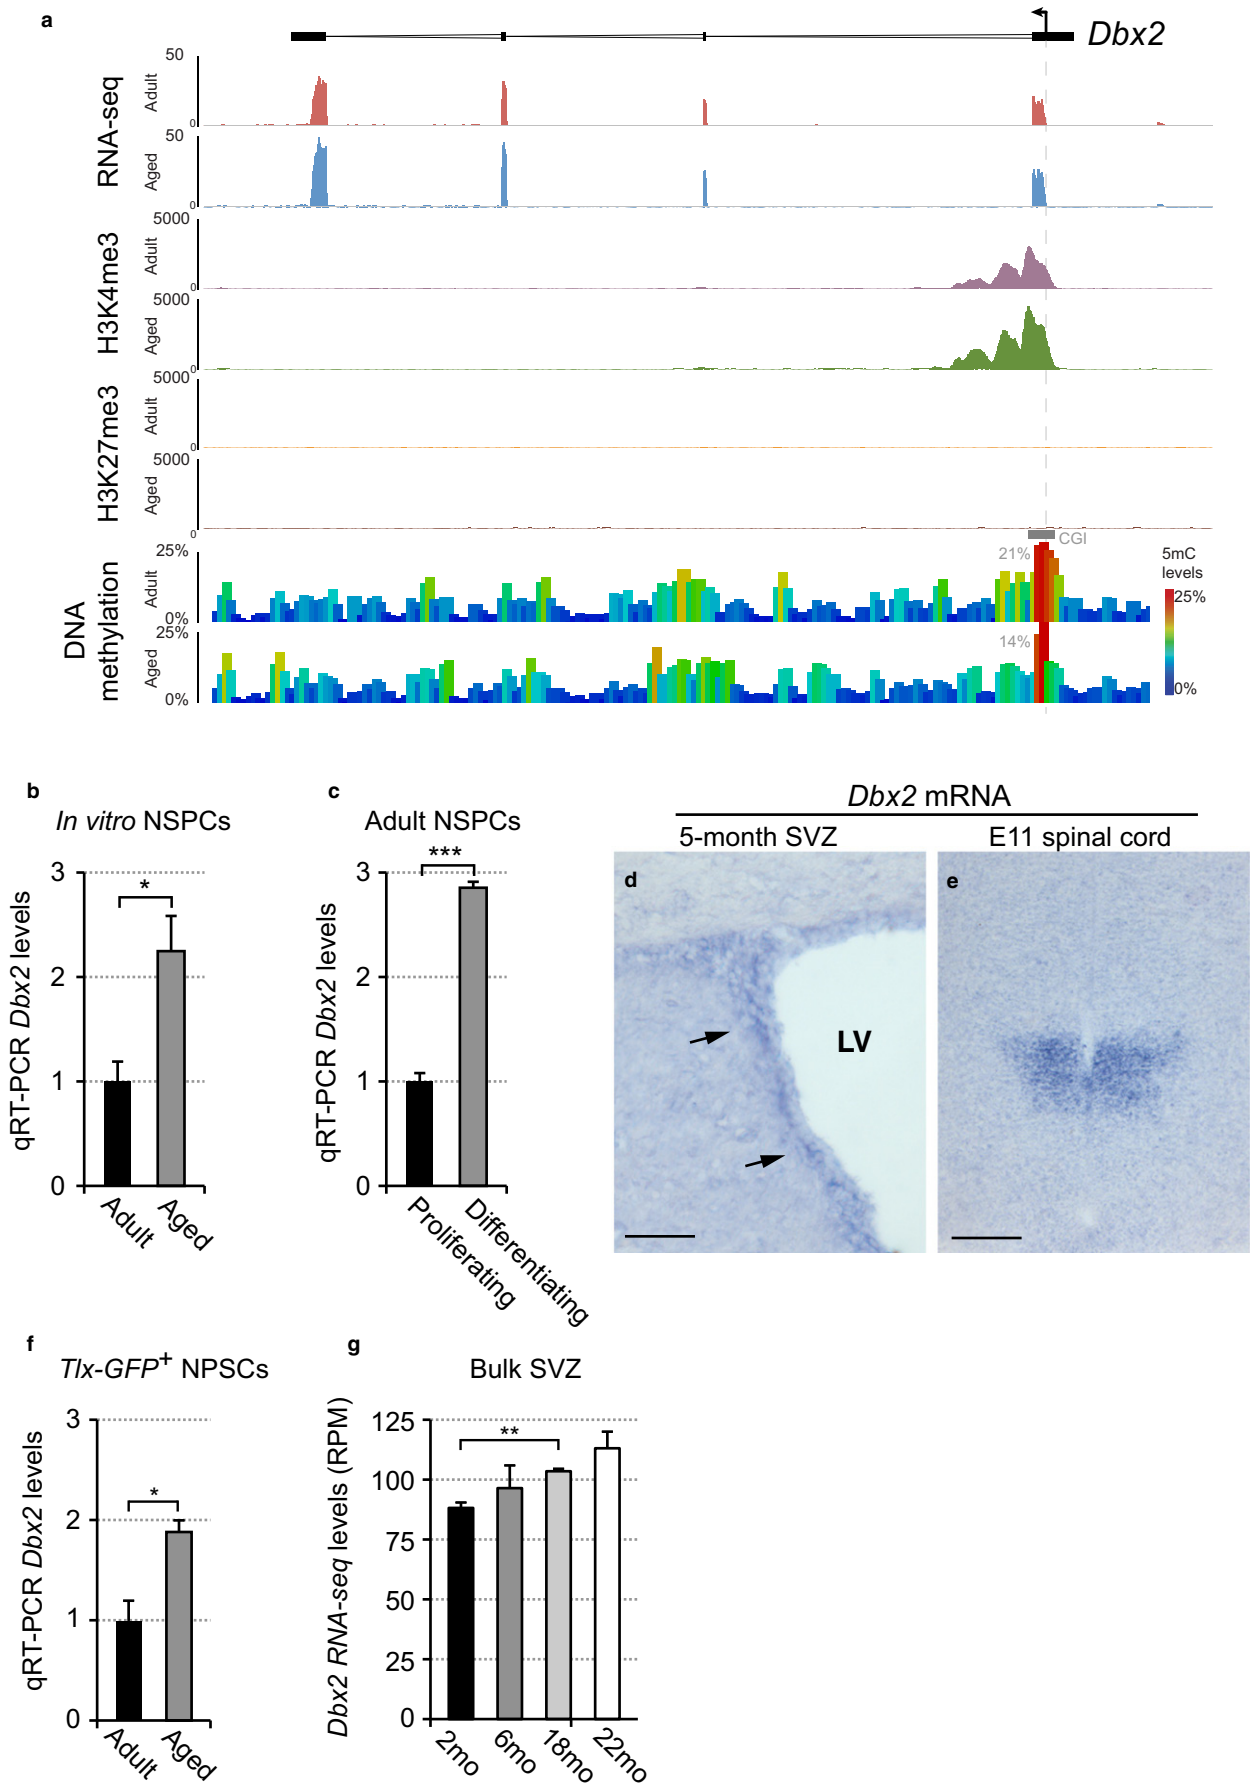 a
Dbx2
RNA-seq
Adult
50
0
Aged
50
0
H3K4me3
Adult
5000
0
Aged
5000
0
H3K27me3
Adult
5000
0
Aged
5000
0
CGI
DNA
methylation
Adult
25%
0%
21%
Aged
25%
0%
14%
5mC
levels
25%
0%
b
In vitro NSPCs
qRT-PCR Dbx2 levels
3
2
1
0
*
Adult
Aged
c
Adult NSPCs
qRT-PCR Dbx2 levels
3
2
1
0
***
Proliferating
Differentiating
Dbx2 mRNA
5-month SVZ
E11 spinal cord
d
LV
e
f
Tlx-GFP+ NPSCs
qRT-PCR Dbx2 levels
3
2
1
0
*
Adult
Aged
g
Bulk SVZ
Dbx2 RNA-seq levels (RPM)
125
100
75
50
25
0
**
2mo
6mo
18mo
22mo